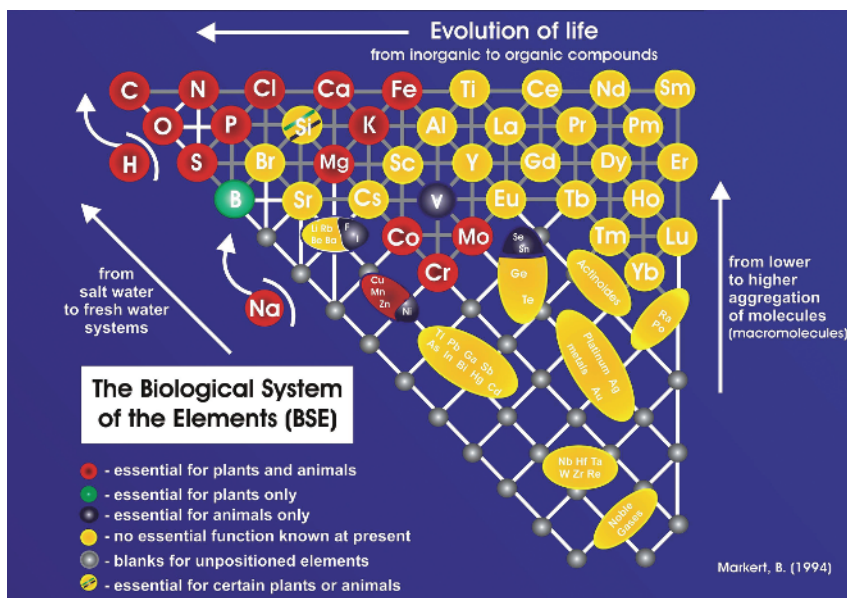 Evolution of life
from inorganic to organic compounds
C N Cl Ca Fe Ti Ce Nd Sm
O P Si K Al La Pr Pm
H S Br Mg Sc Y Gd Dy Er
B Sr Cs V Eu Tb Ho
Li Rb F
Be Ba I
Co Mo
Se
Sn
Tm Lu
Cr
Yb
Cu
Mn
Zn
Ni
Ge
Te
Actinoides
Ra
Po
Na
from
salt water
to fresh water
systems
from lower
to higher
aggregation
of molecules
(macromolecules)
Tl Pb Ga Sb
As In Bi Hg Cd
Platinum Ag
metals Au
Nb Hf Ta
W Zr Re
Noble
Gases
The Biological System
of the Elements (BSE)
- essential for plants and animals
- essential for plants only
- essential for animals only
- no essential function known at present
- blanks for unpositioned elements
- essential for certain plants or animals
Markert, B. (1994)